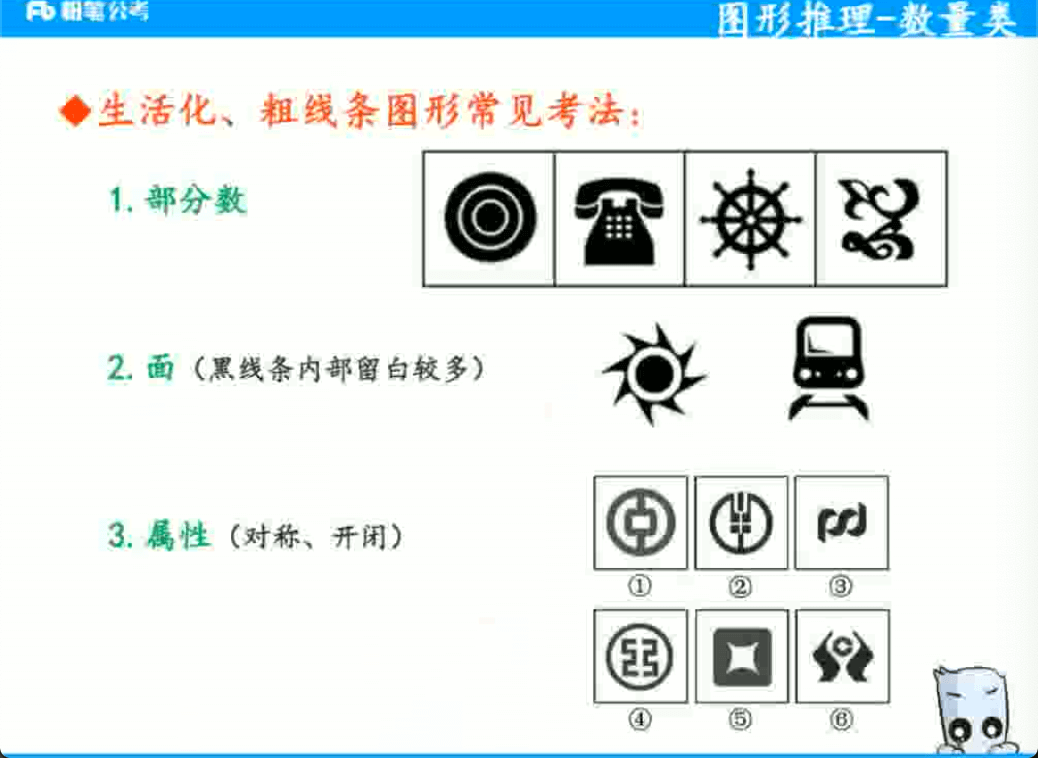 粉笔公考
图形推理-数量类
◆生活化、粗线条图形常见考法：
1. 部分数
2. 面（黑线条内部留白较多）
3. 属性（对称、开闭）
① ② ③
④ ⑤ ⑥